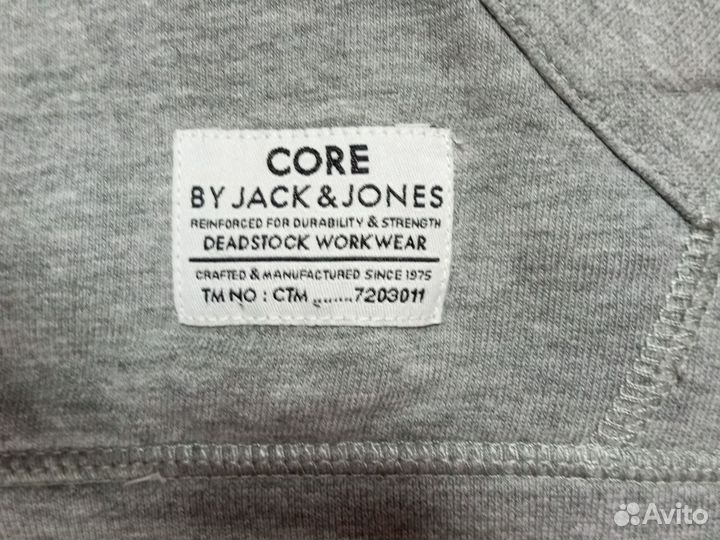 CORE
BY JACK & JONES
REINFORCED FOR DURABILITY & STRENGTH
DEADSTOCK WORKWEAR
CRAFTED & MANUFACTURED SINCE 1975
TM NO : CTM ........7203011
Avito